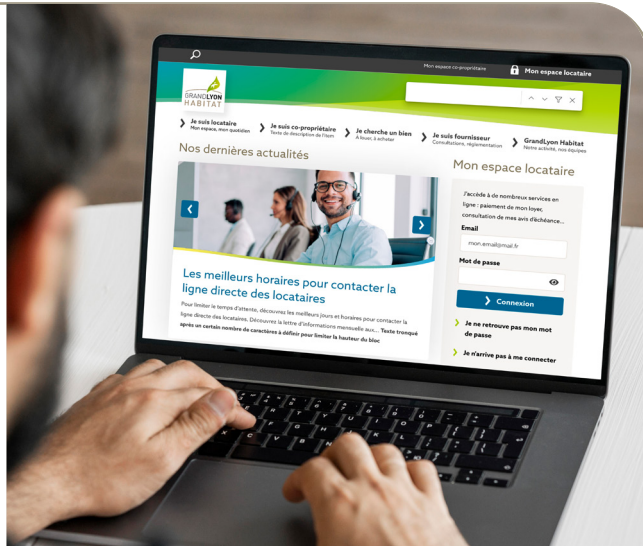 Mon espace co-propriétaire
Mon espace locataire
GRANDLYON
HABITAT
Je suis locataire
Mon espace, mon quotidien
Je suis co-propriétaire
Texte de description de l'item
Je cherche un bien
À louer, à acheter
Je suis fournisseur
Consultations, réglementation
GrandLyon Habitat
Notre activité, nos équipes
Nos dernières actualités
Les meilleurs horaires pour contacter la
ligne directe des locataires
Pour limiter le temps d'attente, découvrez les meilleurs jours et horaires pour contacter la
ligne directe des locataires. Découvrez la lettre d'informations mensuelle aux... Texte tronqué
après un certain nombre de caractères à définir pour limiter la hauteur du bloc
Mon espace locataire
J'accède à de nombreux services en
ligne : paiement de mon loyer,
consultation de mes avis d'échéance...
Email
mon.email@mail.fr
Mot de passe
Connexion
Je ne retrouve pas mon mot
de passe
Je n'arrive pas à me connecter